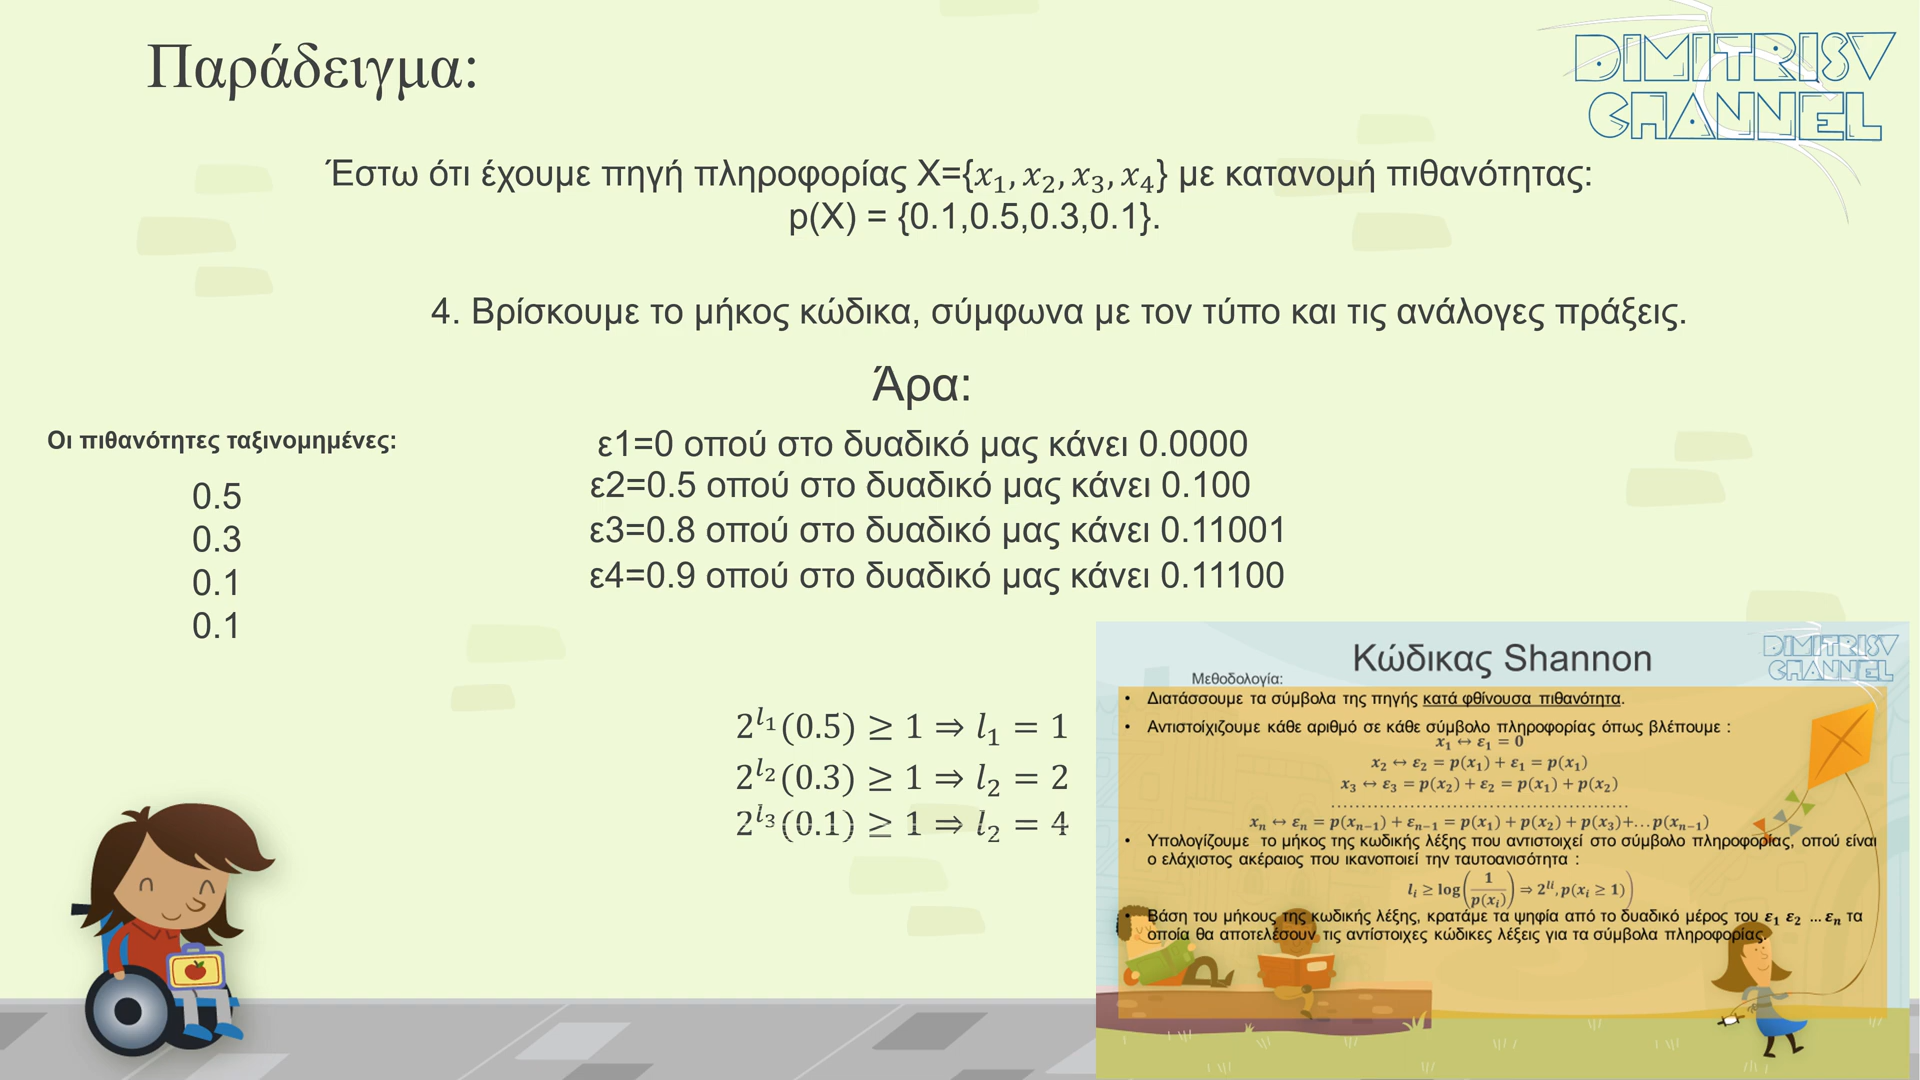 Παράδειγμα:
DIMITRISV
CHANNEL
Έστω ότι έχουμε πηγή πληροφορίας Χ={𝑥₁, 𝑥₂, 𝑥₃, 𝑥₄} με κατανομή πιθανότητας:
p(X) = {0.1,0.5,0.3,0.1}.
4. Βρίσκουμε το μήκος κώδικα, σύμφωνα με τον τύπο και τις ανάλογες πράξεις.
Άρα:
Οι πιθανότητες ταξινομημένες:
0.5
0.3
0.1
0.1
ε1=0 οπού στο δυαδικό μας κάνει 0.0000
ε2=0.5 οπού στο δυαδικό μας κάνει 0.100
ε3=0.8 οπού στο δυαδικό μας κάνει 0.11001
ε4=0.9 οπού στο δυαδικό μας κάνει 0.11100
2^{l₁}(0.5) ≥ 1 ⇒ l₁ = 1
2^{l₂}(0.3) ≥ 1 ⇒ l₂ = 2
2^{l₃}(0.1) ≥ 1 ⇒ l₂ = 4
Κώδικας Shannon
DIMITRISV
CHANNEL
Μεθοδολογία:
• Διατάσσουμε τα σύμβολα της πηγής κατά φθίνουσα πιθανότητα.
• Αντιστοίχιζουμε κάθε αριθμό σε κάθε σύμβολο πληροφορίας όπως βλέπουμε :
x₁ ↔ ε₁ = 0
x₂ ↔ ε₂ = p(x₁) + ε₁ = p(x₁)
x₃ ↔ ε₃ = p(x₂) + ε₂ = p(x₁) + p(x₂)
……………………………………………
xₙ ↔ εₙ = p(xₙ₋₁) + εₙ₋₁ = p(x₁) + p(x₂) + p(x₃)+…p(xₙ₋₁)
• Υπολογίζουμε το μήκος της κωδικής λέξης που αντιστοιχεί στο σύμβολο πληροφορίας, οπού είναι
ο ελάχιστος ακέραιος που ικανοποιεί την ταυτοανισότητα :
lᵢ ≥ log(1/p(xᵢ)) ⇒ 2^{li}, p(xᵢ ≥ 1))
• Βάση του μήκους της κωδικής λέξης, κρατάμε τα ψηφία από το δυαδικό μέρος του ε₁ ε₂ …εₙ τα
οποία θα αποτελέσουν τις αντίστοιχες κώδικες λέξεις για τα σύμβολα πληροφορίας.